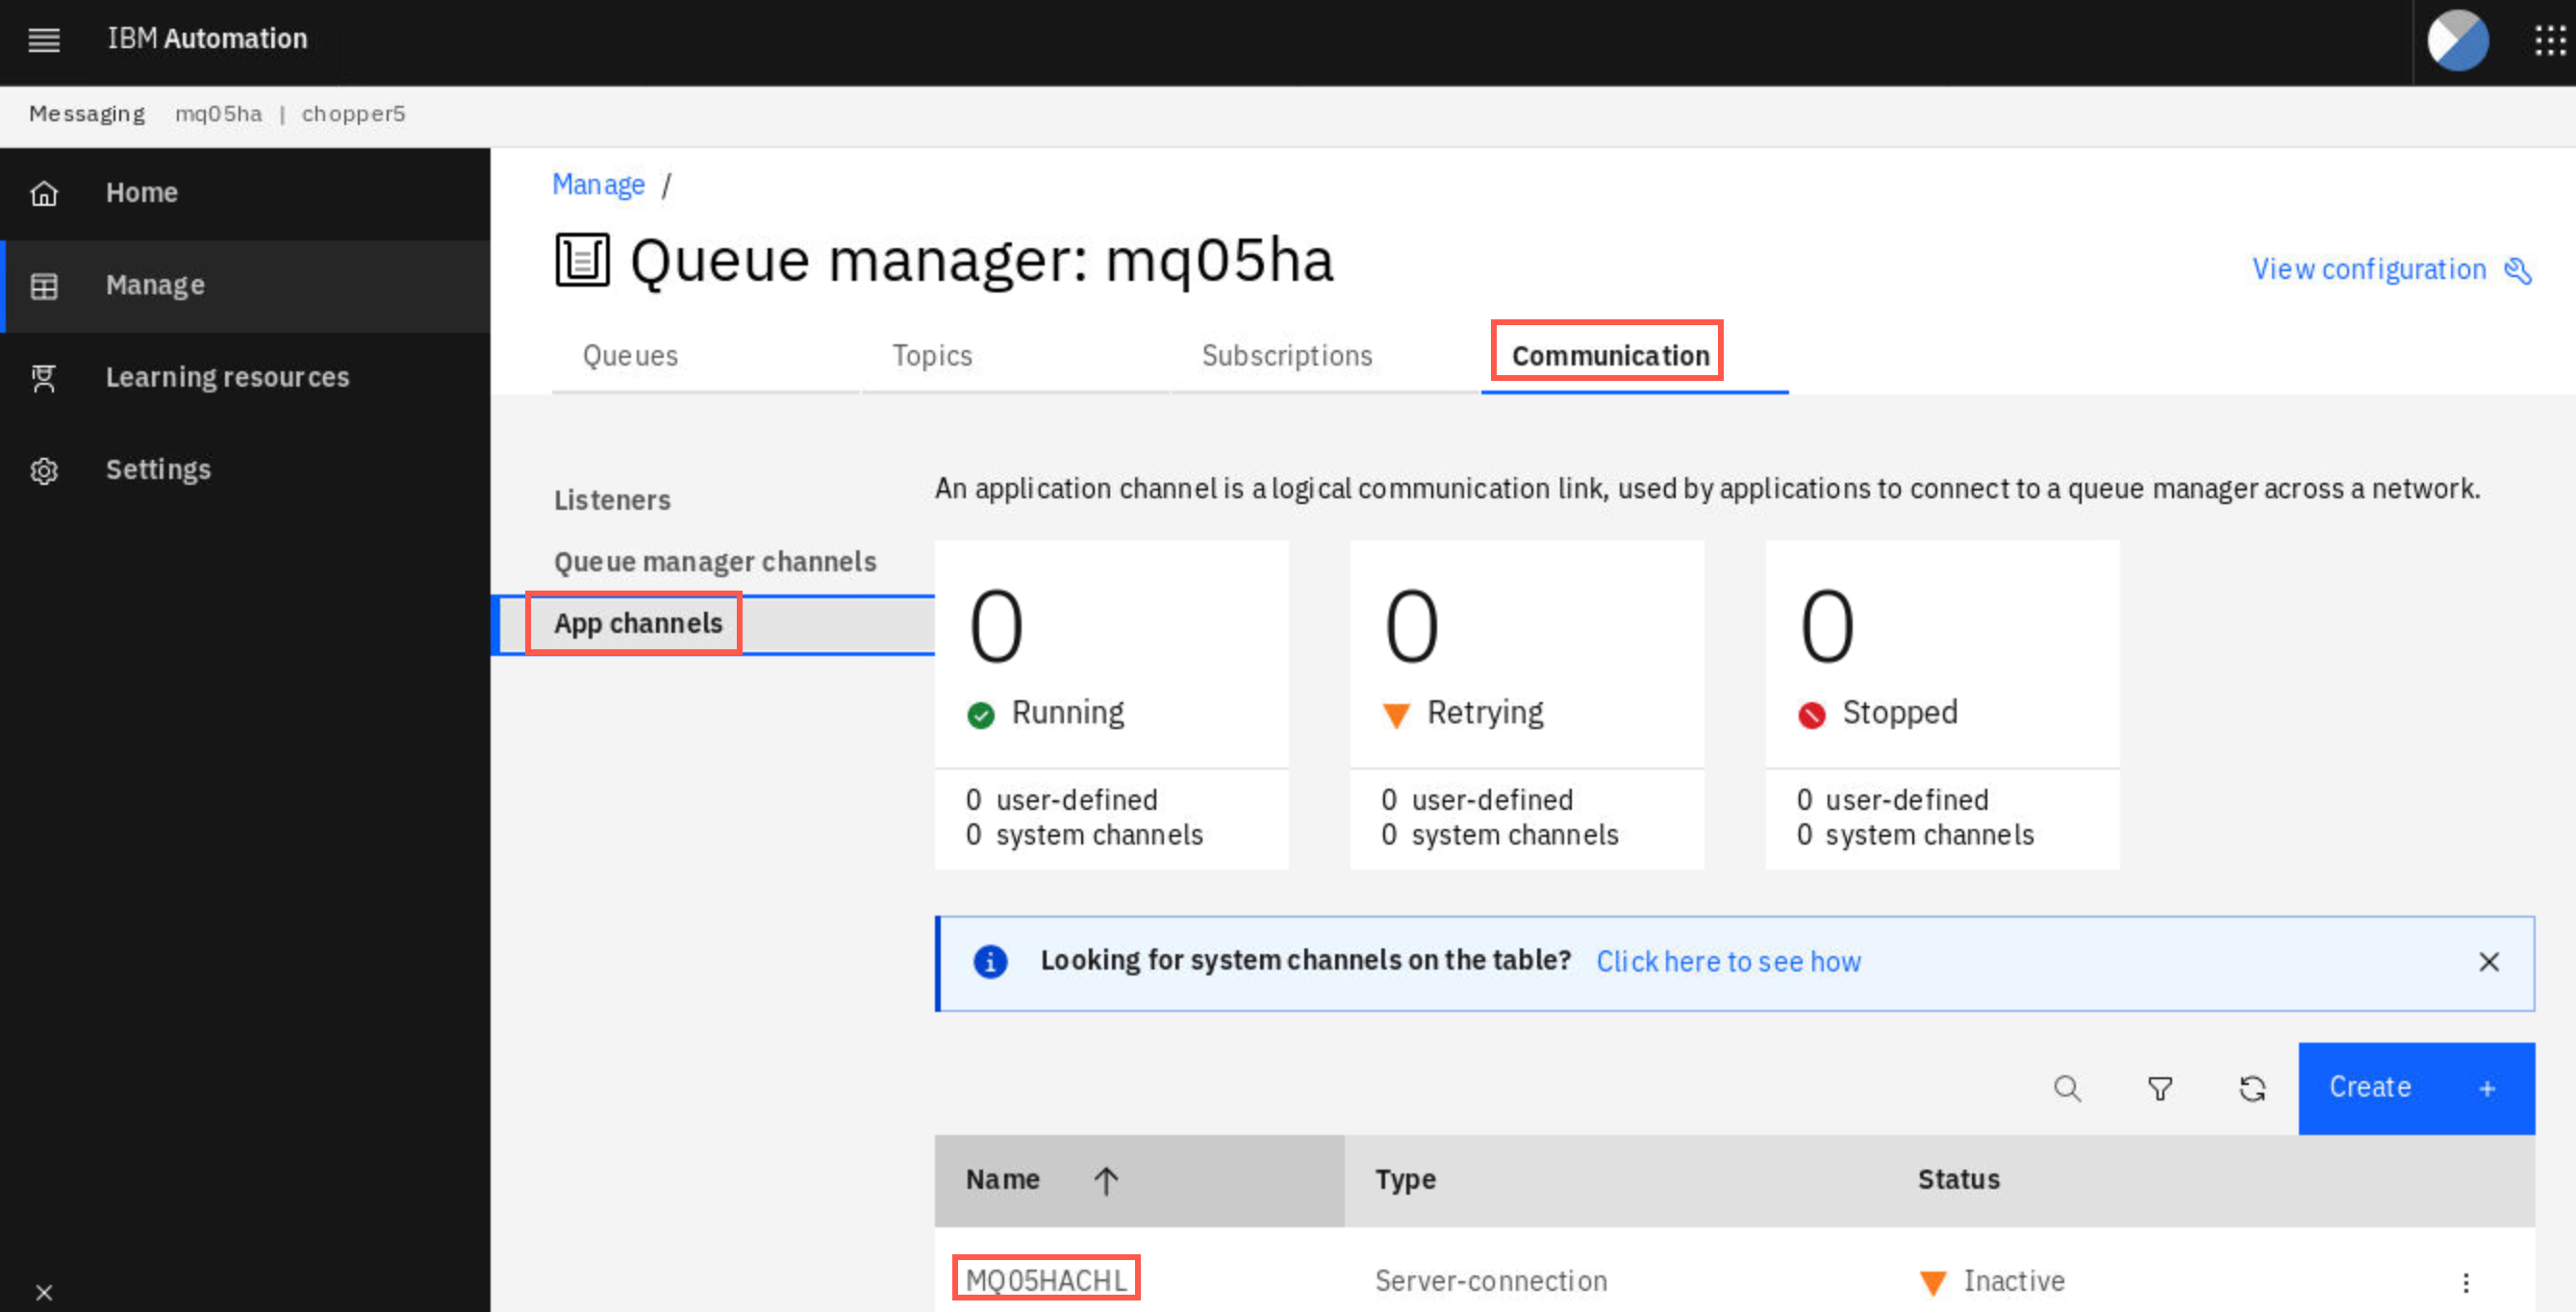 IBM Automation
Messaging mq05ha | chopper5
Home
Manage
Learning resources
Settings
Manage /
Queue manager: mq05ha
View configuration
Queues Topics Subscriptions Communication
Listeners
Queue manager channels
App channels
An application channel is a logical communication link, used by applications to connect to a queue manager across a network.
0 0 0
Running Retrying Stopped
0 user-defined 0 user-defined 0 user-defined
0 system channels 0 system channels 0 system channels
Looking for system channels on the table? Click here to see how
Create +
Name Type Status
MQ05HACHL Server-connection Inactive